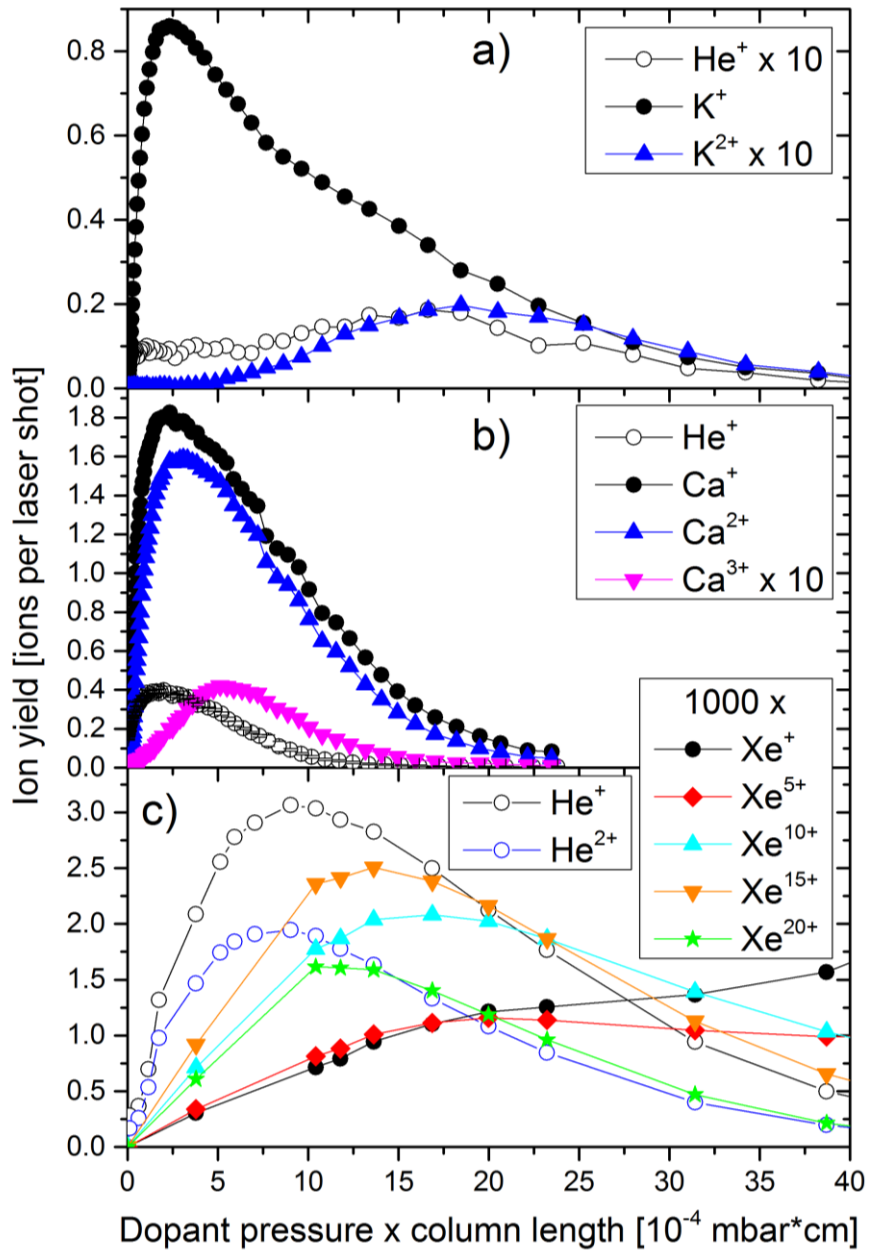 Ion yield [ions per laser shot]
a)
He⁺ x 10
K⁺
K²⁺ x 10
0.8
0.6
0.4
0.2
0.0
b)
He⁺
Ca⁺
Ca²⁺
Ca³⁺ x 10
1.8
1.6
1.4
1.2
1.0
0.8
0.6
0.4
0.2
0.0
c)
He⁺
He²⁺
1000 x
Xe⁺
Xe⁵⁺
Xe¹⁰⁺
Xe¹⁵⁺
Xe²⁰⁺
3.0
2.5
2.0
1.5
1.0
0.5
0.0
0 5 10 15 20 25 30 35 40
Dopant pressure x column length [10⁻⁴ mbar*cm]